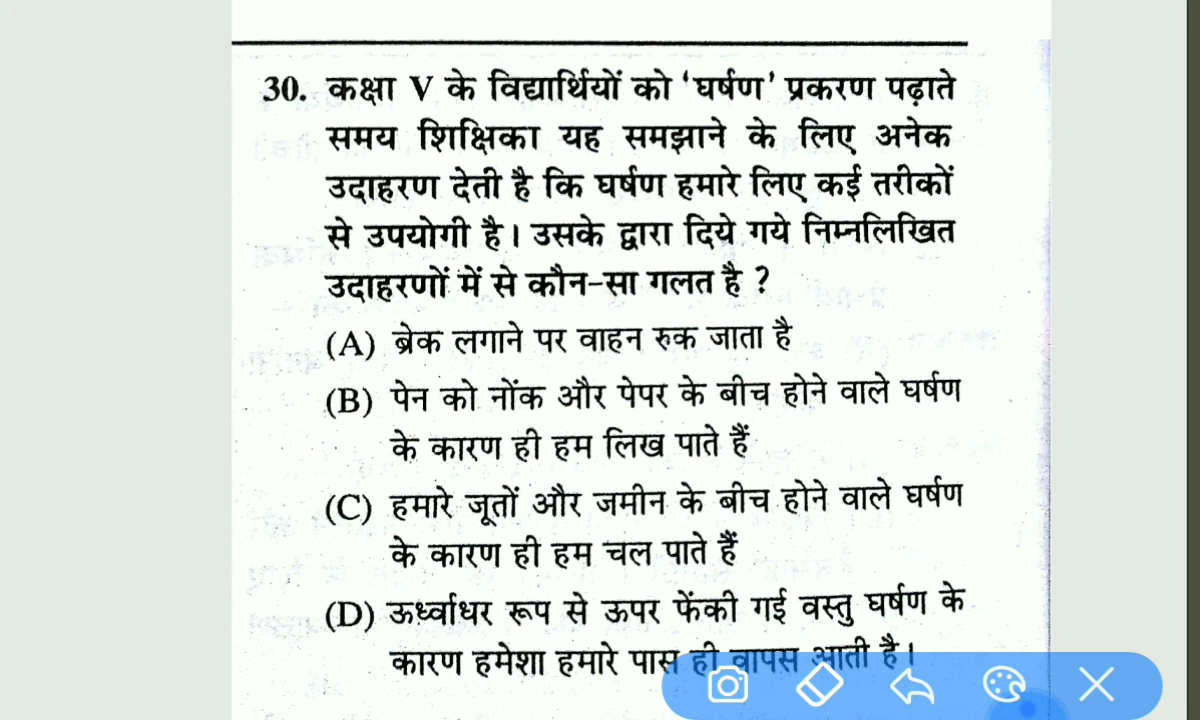 30. कक्षा V के विद्यार्थियों को 'घर्षण' प्रकरण पढ़ाते
समय शिक्षिका यह समझाने के लिए अनेक
उदाहरण देती है कि घर्षण हमारे लिए कई तरीकों
से उपयोगी है। उसके द्वारा दिये गये निम्नलिखित
उदाहरणों में से कौन-सा गलत है ?
(A) ब्रेक लगाने पर वाहन रुक जाता है
(B) पेन को नोंक और पेपर के बीच होने वाले घर्षण
के कारण ही हम लिख पाते हैं
(C) हमारे जूतों और जमीन के बीच होने वाले घर्षण
के कारण ही हम चल पाते हैं
(D) ऊर्ध्वाधर रूप से ऊपर फेंकी गई वस्तु घर्षण के
कारण हमेशा हमारे पास ही वापस आती है।